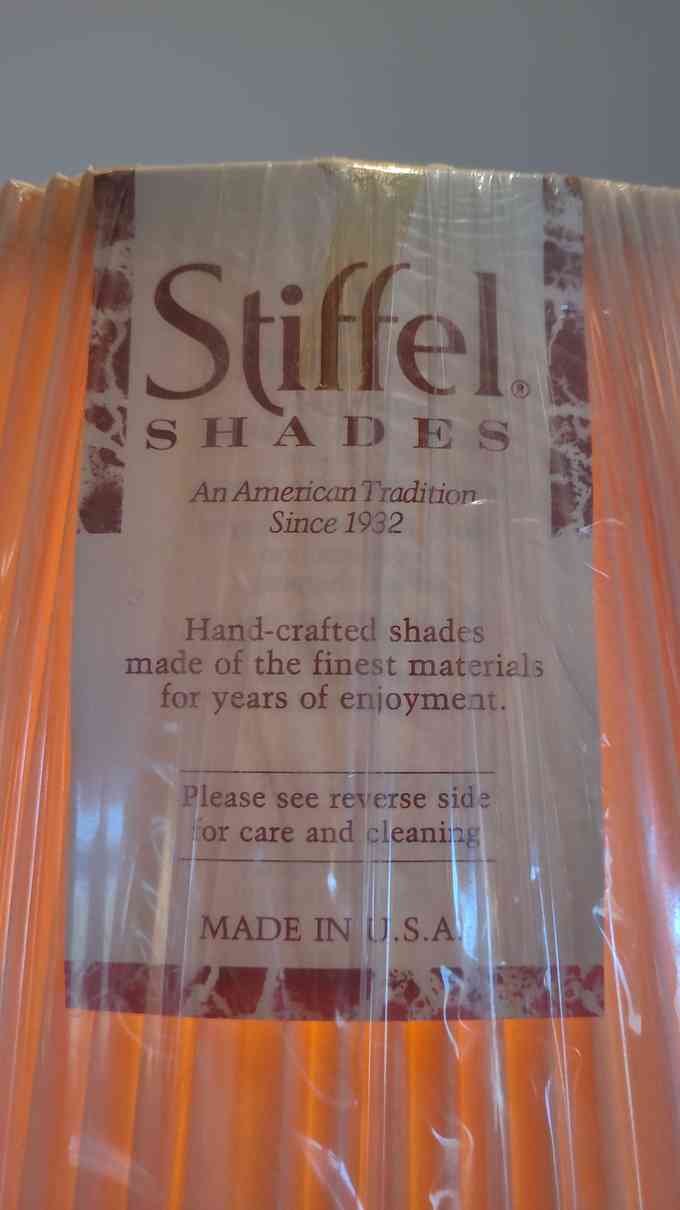 Stiffel®
SHADES
An American Tradition
Since 1932
Hand-crafted shades
made of the finest materials
for years of enjoyment.
Please see reverse side
for care and cleaning
MADE IN U.S.A.